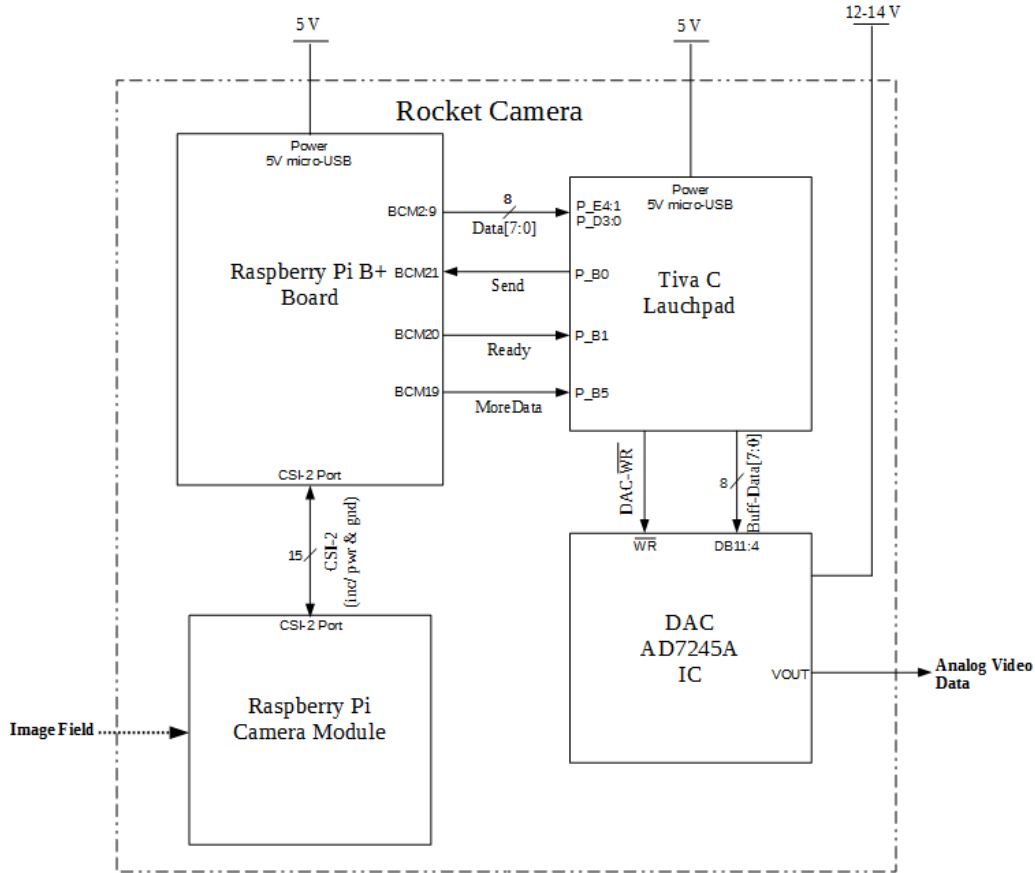 5 V
5 V
12-14 V
Rocket Camera
Power
5V micro-USB
BCM2:9
BCM21
BCM20
BCM19
Raspberry Pi B+
Board
CSI-2 Port
8
Data[7:0]
Send
Ready
MoreData
Power
5V micro-USB
P_E4:1
P_D3:0
P_B0
P_B1
P_B5
Tiva C
Lauchpad
DAC-W̅R̅
8
Buff-Data[7:0]
15
CSI-2
(inc/ pwr & gnd)
W̅R̅
DB11:4
DAC
AD7245A
IC
VOUT
Analog Video
Data
CSI-2 Port
Raspberry Pi
Camera Module
Image Field